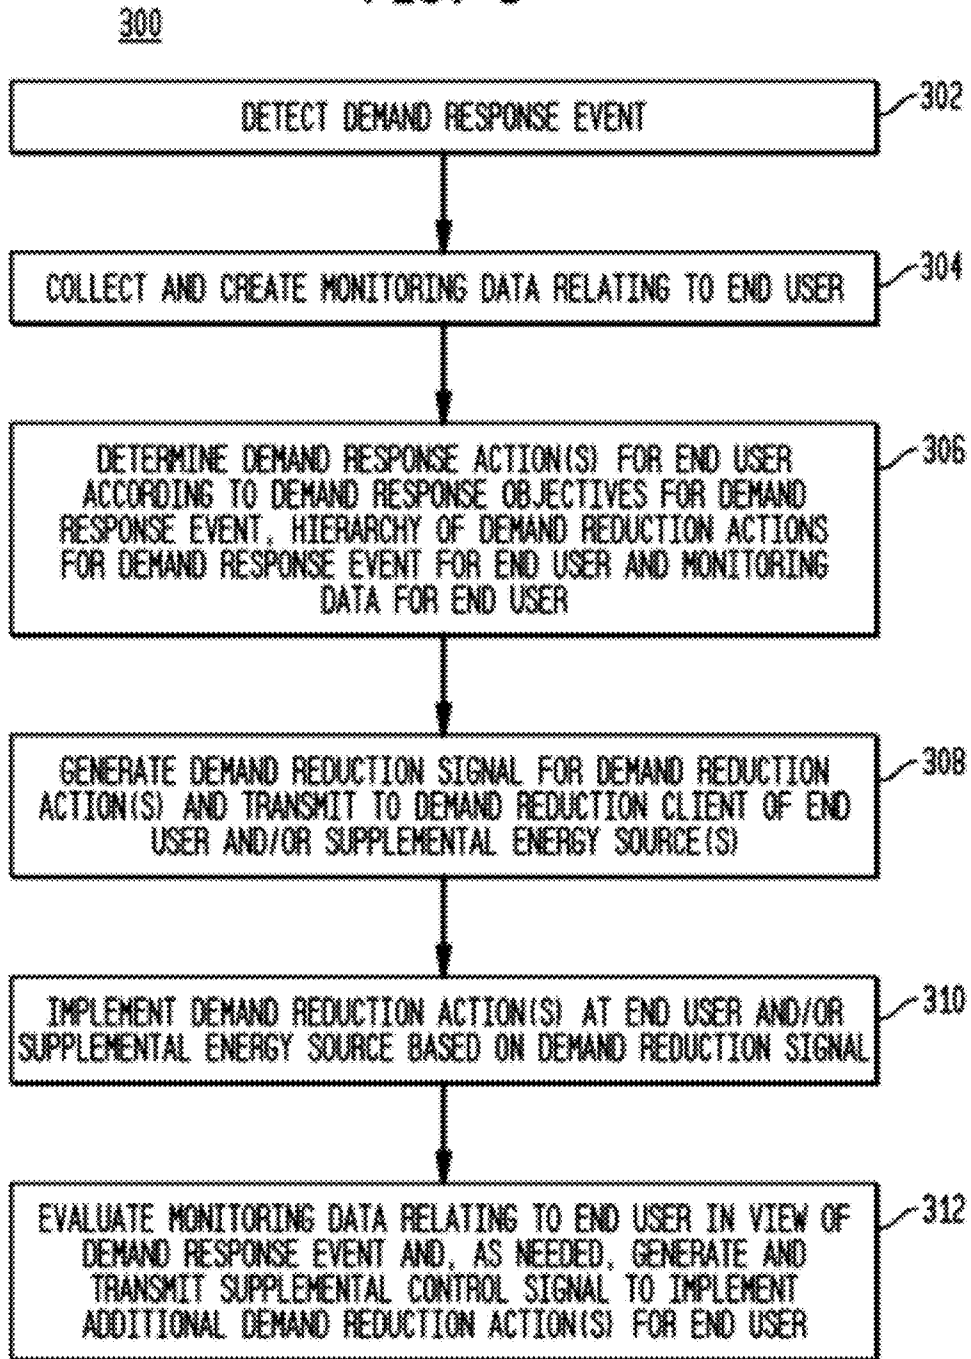 300
DETECT DEMAND RESPONSE EVENT
302
COLLECT AND CREATE MONITORING DATA RELATING TO END USER
304
DETERMINE DEMAND RESPONSE ACTION(S) FOR END USER
ACCORDING TO DEMAND RESPONSE OBJECTIVES FOR DEMAND
RESPONSE EVENT, HIERARCHY OF DEMAND REDUCTION ACTIONS
FOR DEMAND RESPONSE EVENT FOR END USER AND MONITORING
DATA FOR END USER
306
GENERATE DEMAND REDUCTION SIGNAL FOR DEMAND REDUCTION
ACTION(S) AND TRANSMIT TO DEMAND REDUCTION CLIENT OF END
USER AND/OR SUPPLEMENTAL ENERGY SOURCE(S)
308
IMPLEMENT DEMAND REDUCTION ACTION(S) AT END USER AND/OR
SUPPLEMENTAL ENERGY SOURCE BASED ON DEMAND REDUCTION SIGNAL
310
EVALUATE MONITORING DATA RELATING TO END USER IN VIEW OF
DEMAND RESPONSE EVENT AND, AS NEEDED, GENERATE AND
TRANSMIT SUPPLEMENTAL CONTROL SIGNAL TO IMPLEMENT
ADDITIONAL DEMAND REDUCTION ACTION(S) FOR END USER
312